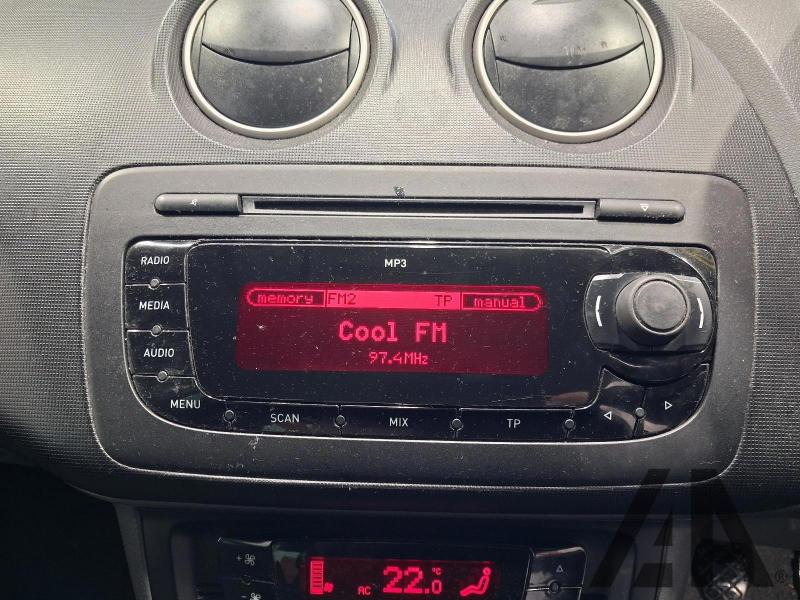 MP3
RADIO
MEDIA
AUDIO
MENU
SCAN
MIX
TP
memory FM2 TP manual
Cool FM
97.4MHz
AC 22.0 °C
AA ®